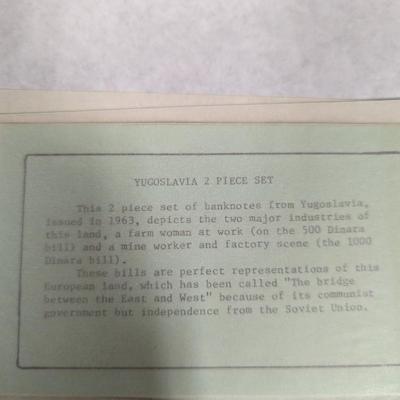 YUGOSLAVIA 2 PIECE SET
This 2 piece set of banknotes from Yugoslavia,
issued in 1963, depicts the two major industries of
this land, a farm woman at work (on the 500 Dinara
bill) and a mine worker and factory scene (the 1000
Dinara bill).
These bills are perfect representations of this
European land, which has been called "The bridge
between the East and West" because of its communist
government but independence from the Soviet Union.